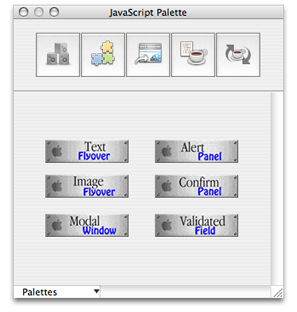 JavaScript Palette
Text
Flyover
Alert
Panel
Image
Flyover
Confirm
Panel
Modal
Window
Validated
Field
Palettes